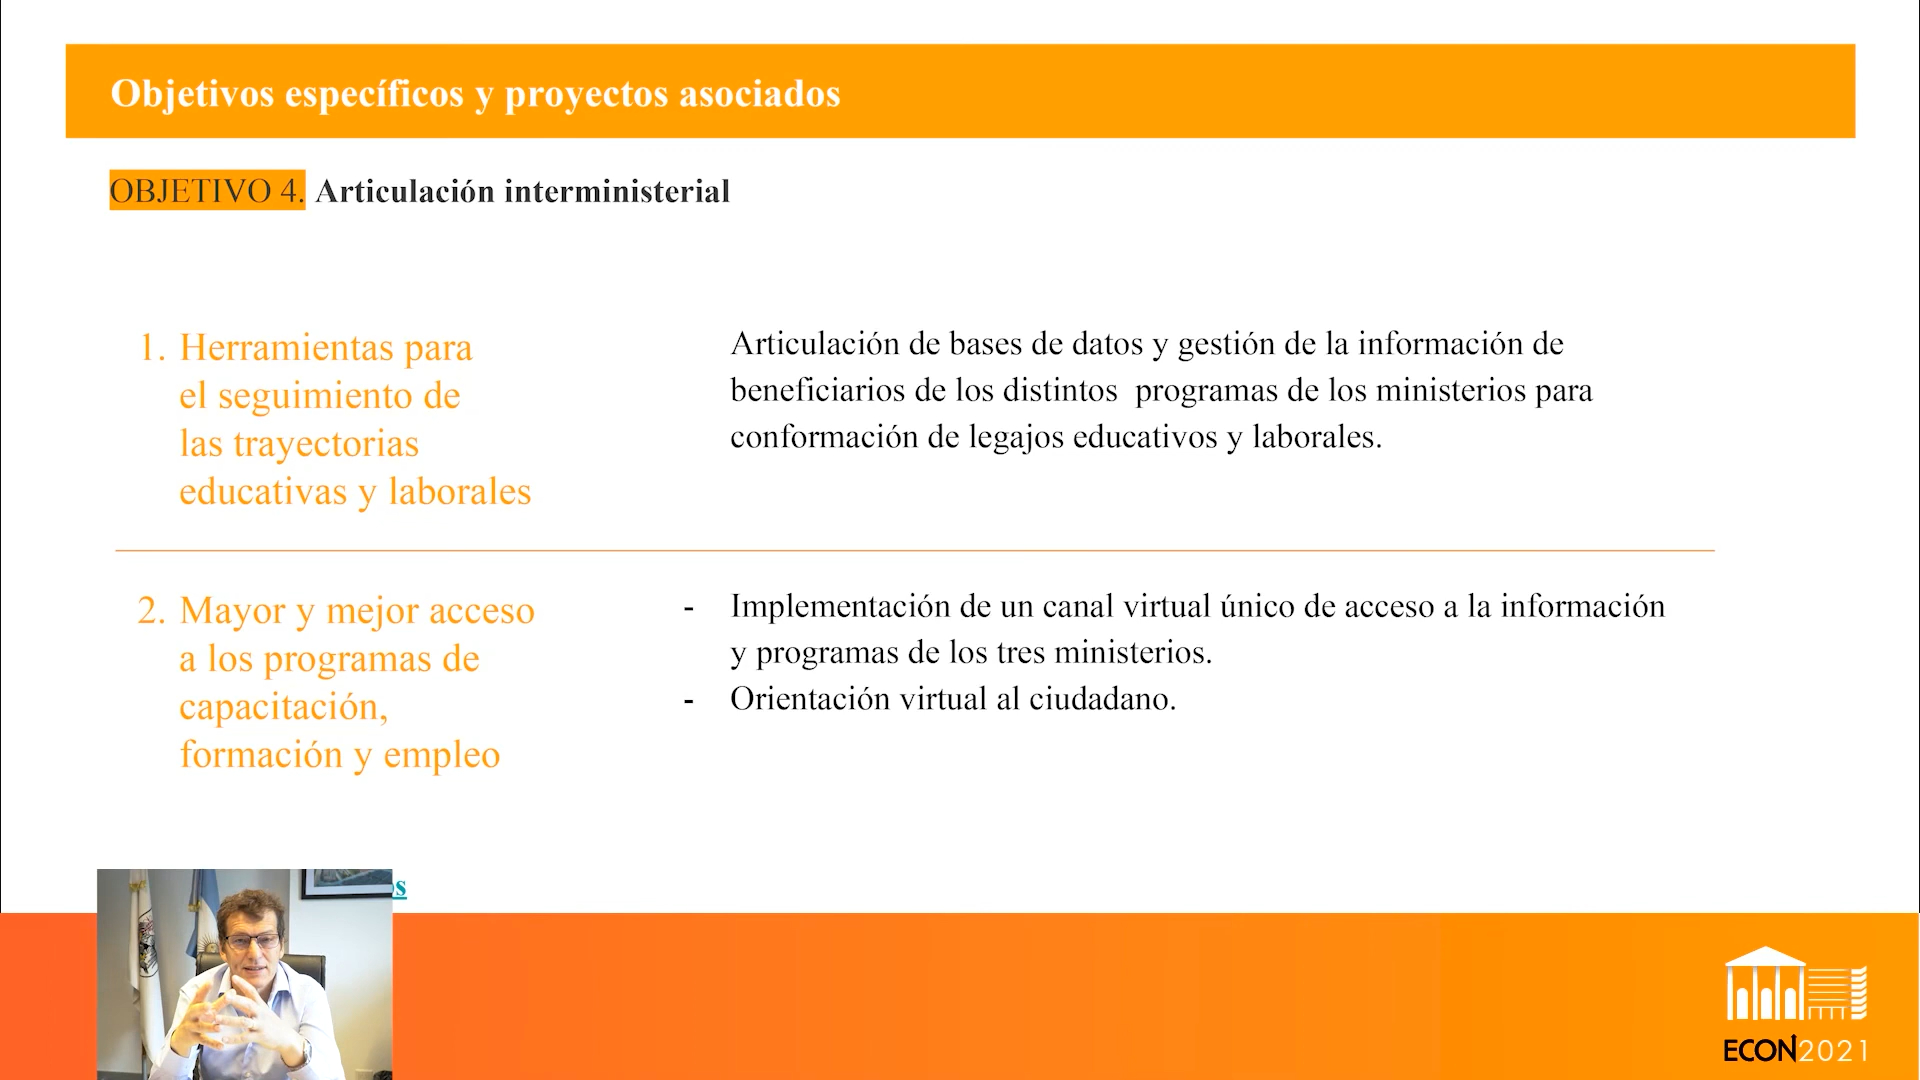 Objetivos específicos y proyectos asociados
OBJETIVO 4. Articulación interministerial
1. Herramientas para
el seguimiento de
las trayectorias
educativas y laborales
Articulación de bases de datos y gestión de la información de
beneficiarios de los distintos programas de los ministerios para
conformación de legajos educativos y laborales.
2. Mayor y mejor acceso
a los programas de
capacitación,
formación y empleo
- Implementación de un canal virtual único de acceso a la información
y programas de los tres ministerios.
- Orientación virtual al ciudadano.
ECON2021